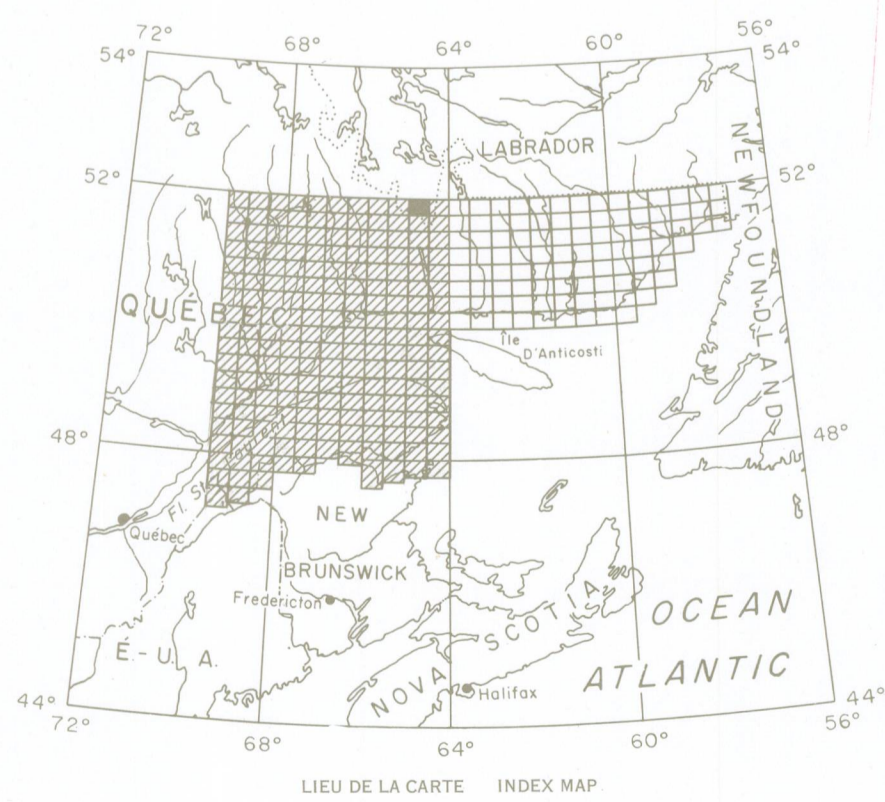 72° 68° 64° 60° 56°
54° 54°
LABRADOR
NEWFOUNDLAND
52° 52°
QUÉBEC
Île
D'Anticosti
48° 48°
Fl. St Laurent
Québec
NEW
BRUNSWICK
Fredericton
NOVA SCOTIA
Halifax
É-U. A.
OCEAN
ATLANTIC
44° 44°
72° 68° 64° 60° 56°
LIEU DE LA CARTE INDEX MAP